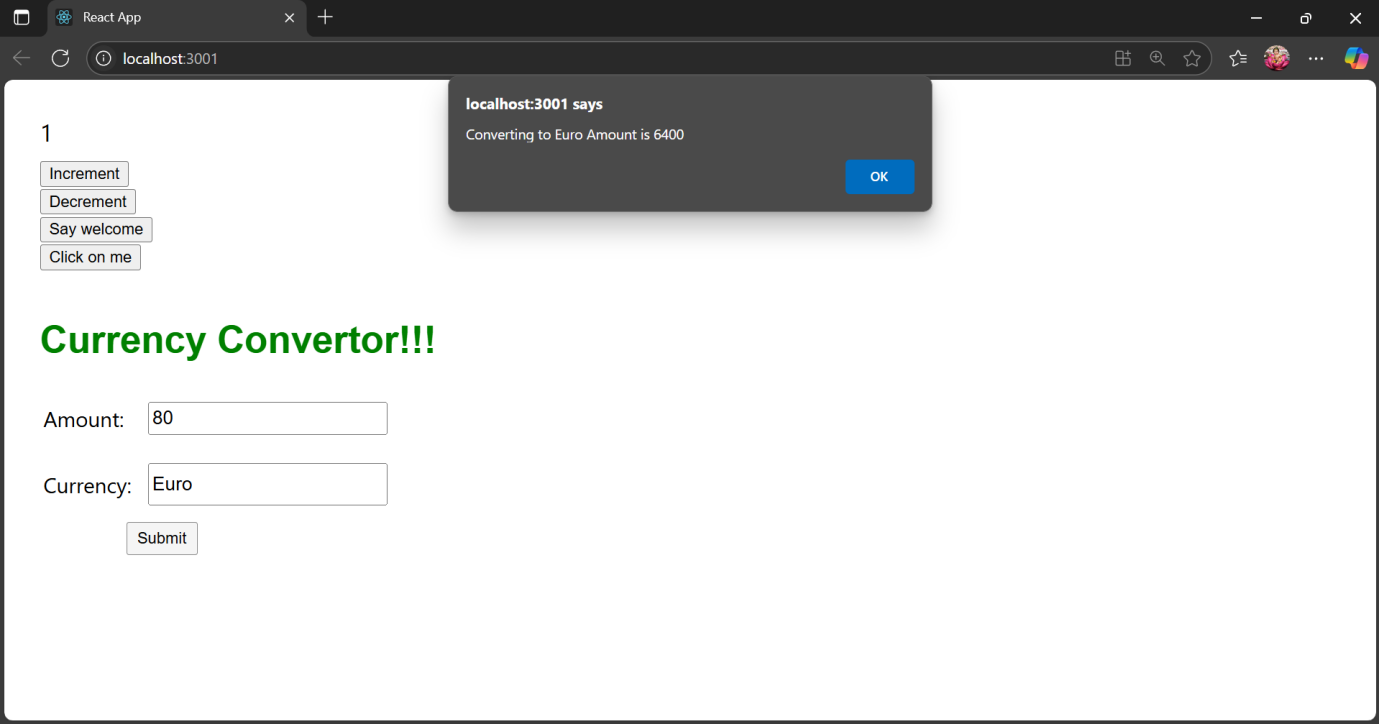 React App
localhost:3001
localhost:3001 says
Converting to Euro Amount is 6400
OK
1
Increment
Decrement
Say welcome
Click on me
Currency Convertor!!!
Amount: 80
Currency: Euro
Submit